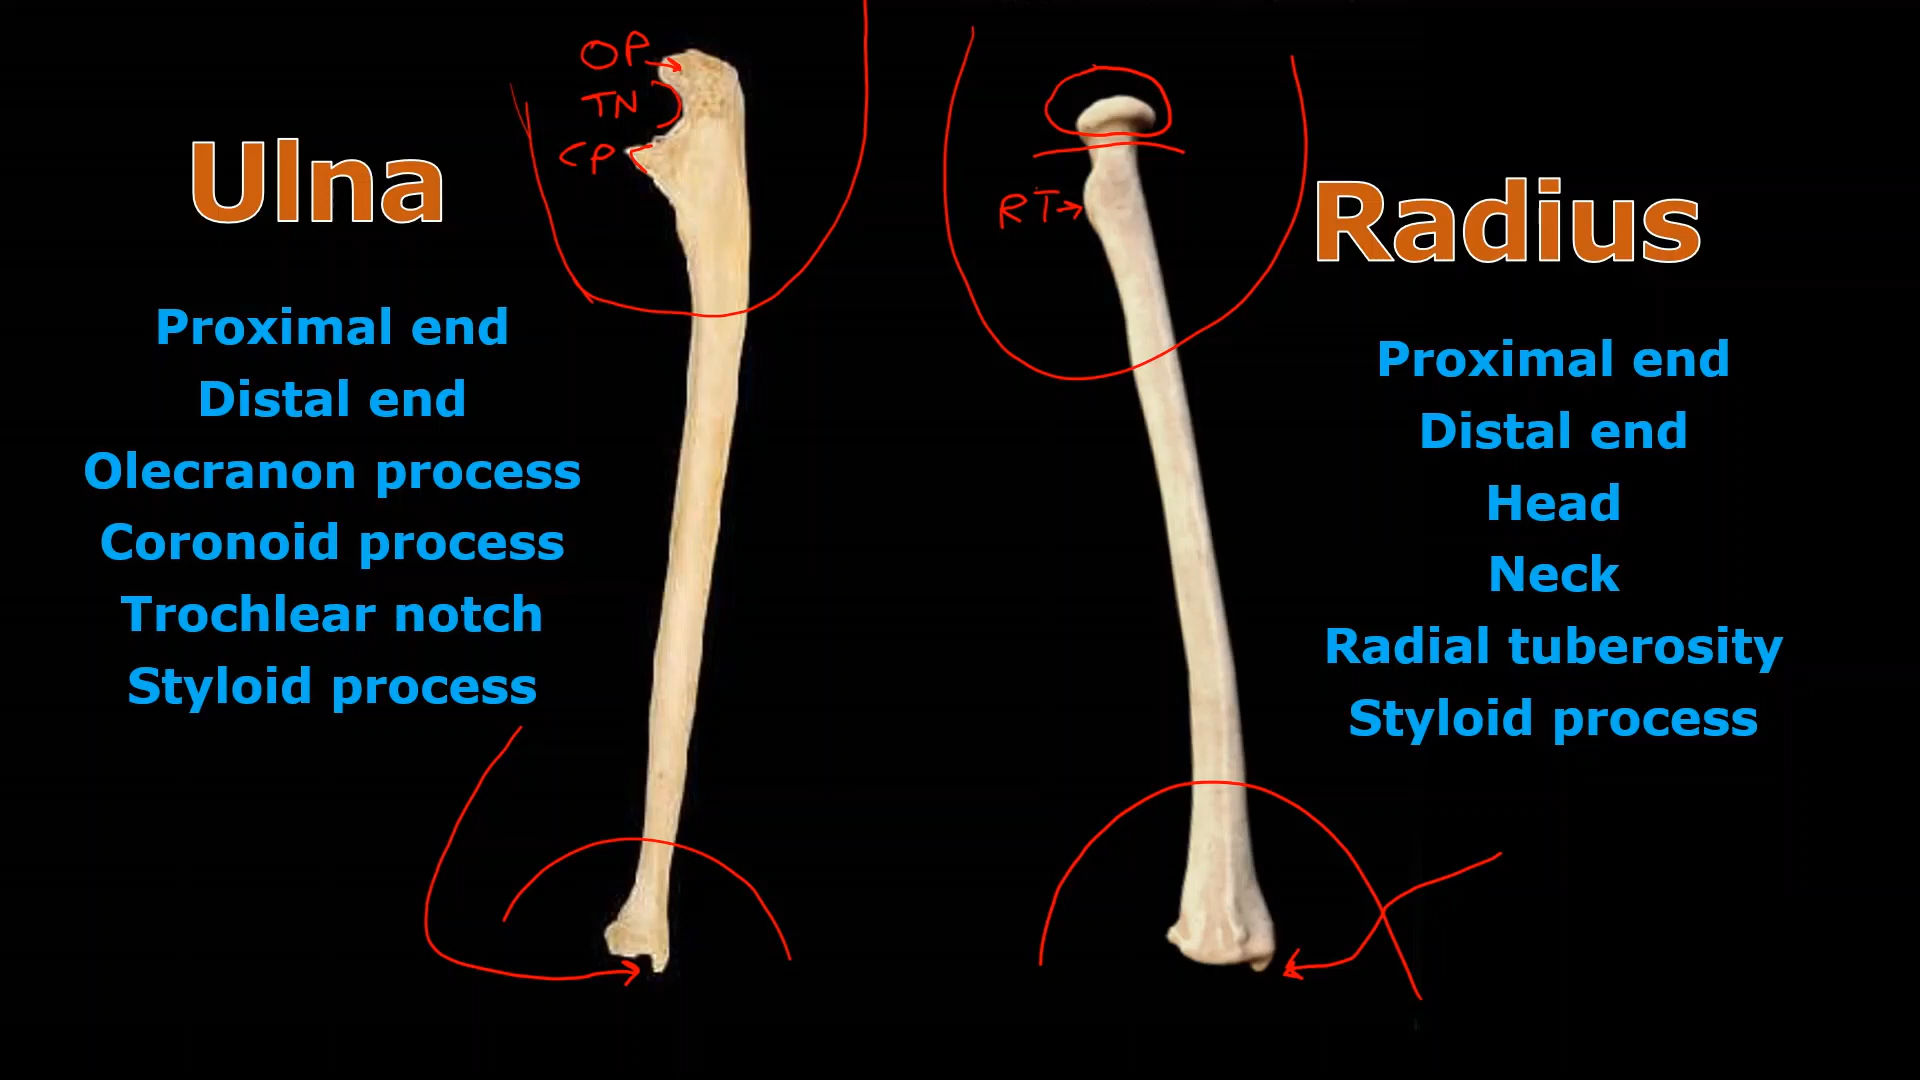 OP
TN
CP
Ulna
Proximal end
Distal end
Olecranon process
Coronoid process
Trochlear notch
Styloid process
RT
Radius
Proximal end
Distal end
Head
Neck
Radial tuberosity
Styloid process